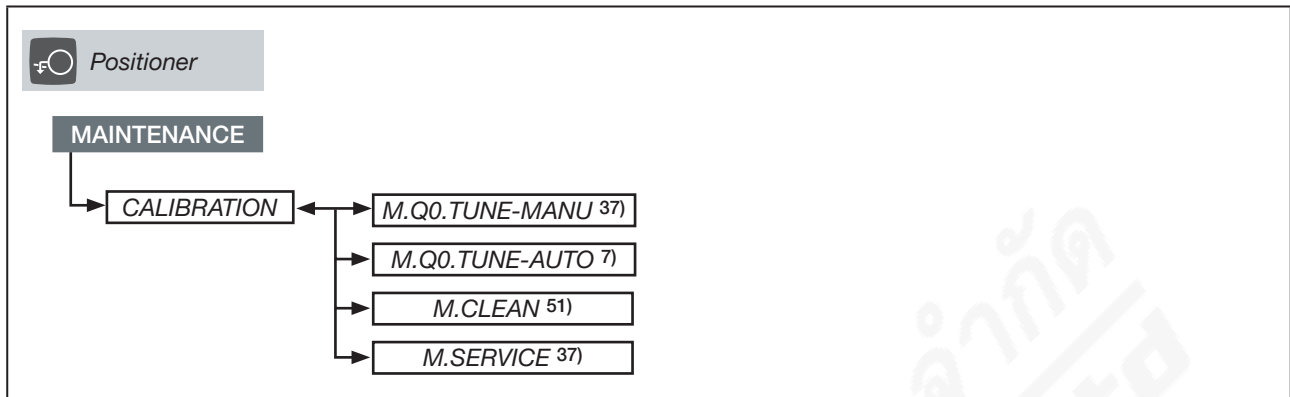 Positioner
MAINTENANCE
CALIBRATION
M.Q0.TUNE-MANU 37)
M.Q0.TUNE-AUTO 7)
M.CLEAN 51)
M.SERVICE 37)